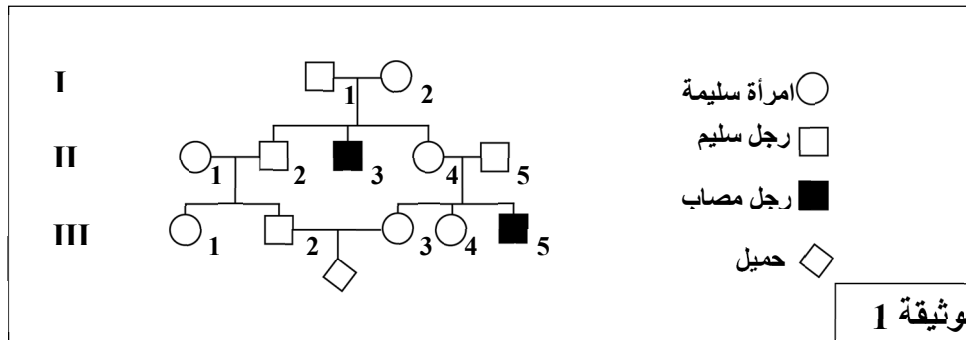 I
1 2
امرأة سليمة
II
1 2 3 4 5
رجل سليم
رجل مصاب
III
1 2 3 4 5
حميل
وثيقة 1